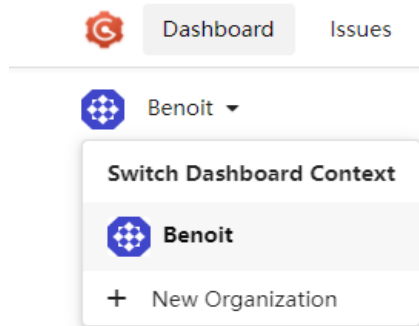 Dashboard Issues
Benoit
Switch Dashboard Context
Benoit
+ New Organization